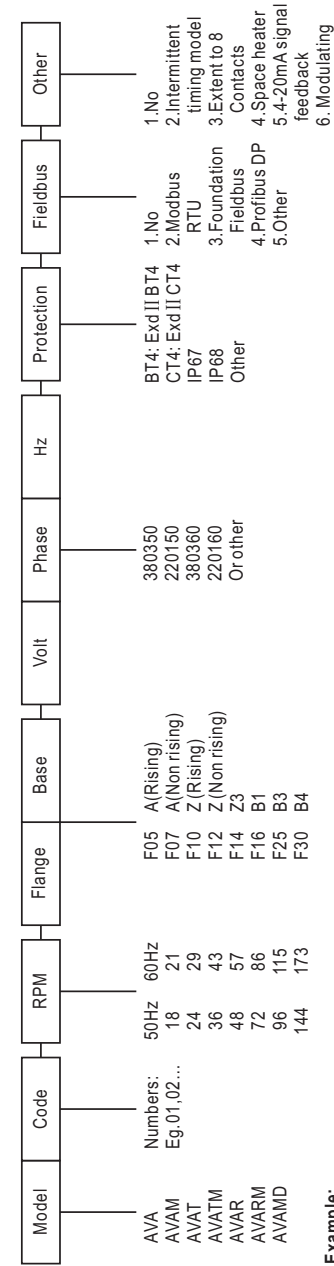 Model Code RPM Flange Base Volt Phase Hz Protection Fieldbus Other
AVA
AVAM
AVAT
AVATM
AVAR
AVARM
AVAMD
Numbers:
Eg.01,02...
50Hz 60Hz
18 21
24 29
36 43
48 57
72 86
96 115
144 173
F05 A(Rising)
F07 A(Non rising)
F10 Z(Rising)
F12 Z(Non rising)
F14 Z3
F16 B1
F25 B3
F30 B4
380350
220150
380360
220160
Or other
BT4: Exd II BT4
CT4: Exd II CT4
IP67
IP68
Other
1.No
2.Modbus
RTU
3.Foundation
Fieldbus
4.Profibus DP
5.Other
1.No
2.Intermittent
timing model
3.Extent to 8
Contacts
4.Space heater
5.4-20mA signal
feedback
6. Modulating
Example: